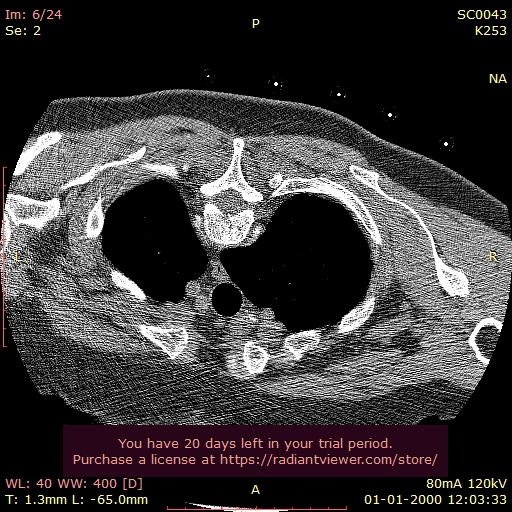 Im: 6/24
Se: 2
P
SC0043
K253
NA
L
R
You have 20 days left in your trial period.
Purchase a license at https://radiantviewer.com/store/
WL: 40 WW: 400 [D]
T: 1.3mm L: -65.0mm
A
80mA 120kV
01-01-2000 12:03:33